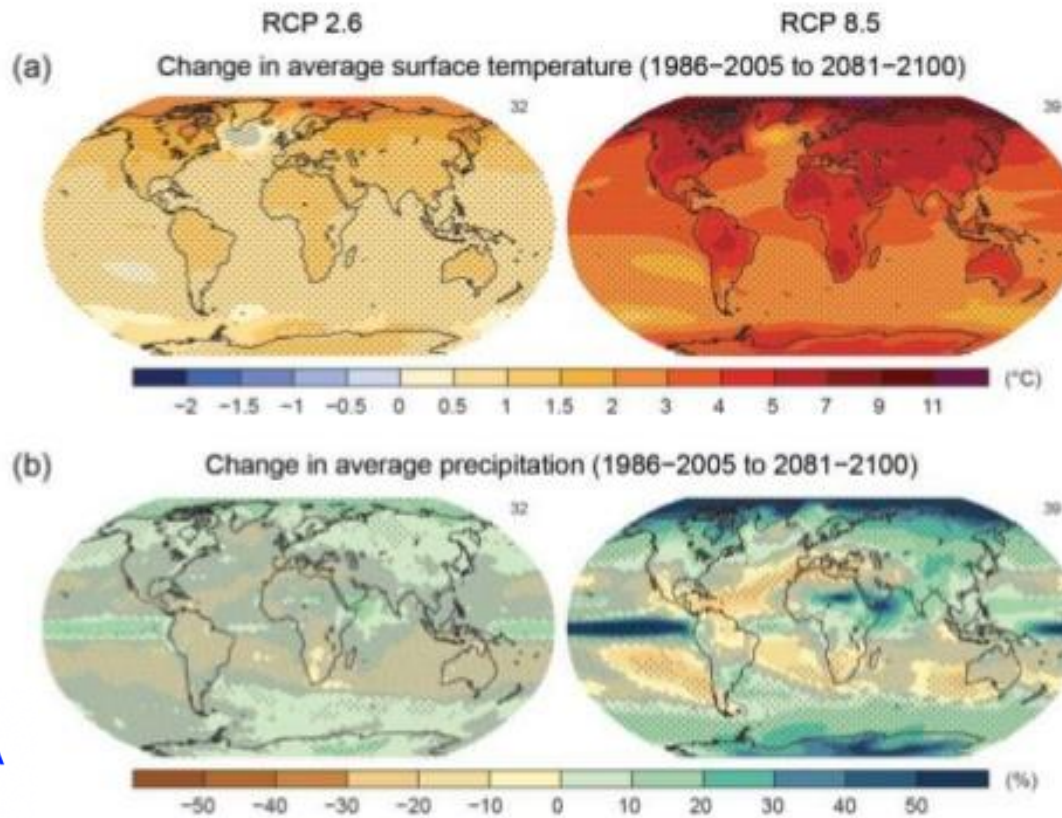 RCP 2.6 RCP 8.5
(a) Change in average surface temperature (1986−2005 to 2081−2100)
32 39
−2 −1.5 −1 −0.5 0 0.5 1 1.5 2 3 4 5 7 9 11 (°C)
(b) Change in average precipitation (1986−2005 to 2081−2100)
32 39
−50 −40 −30 −20 −10 0 10 20 30 40 50 (%)